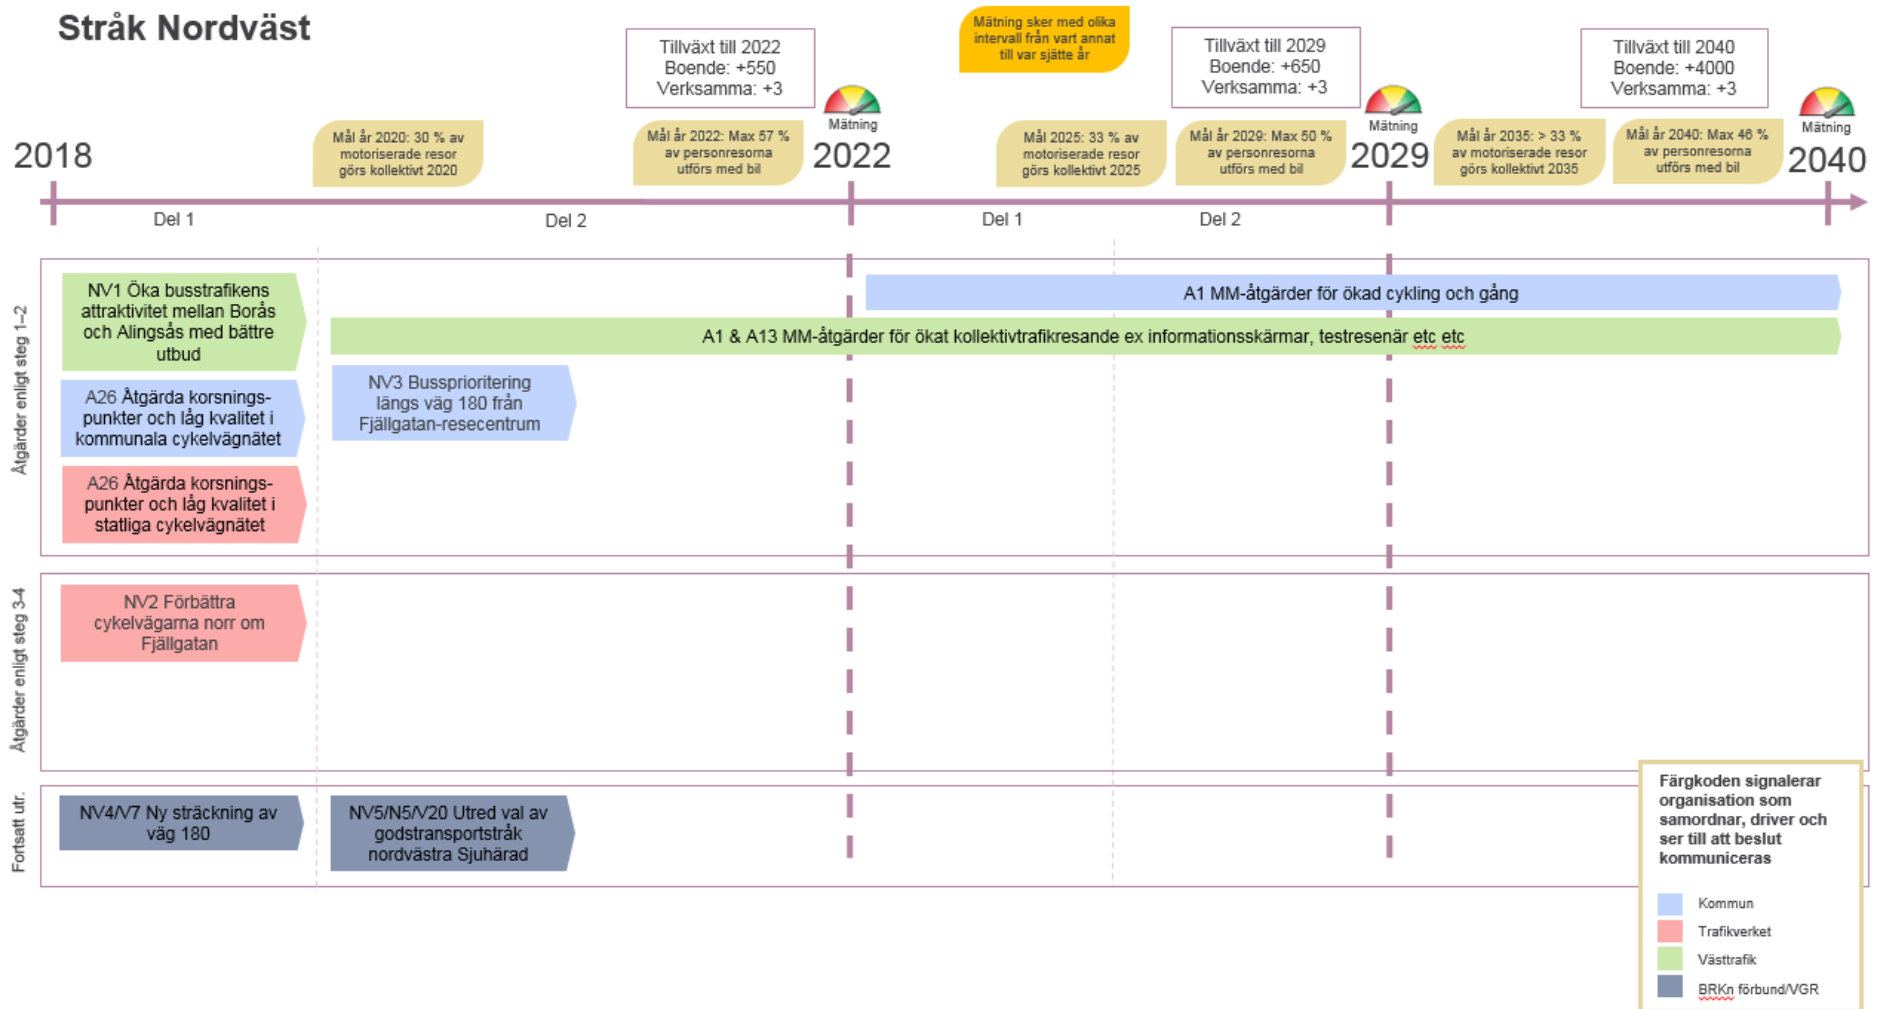 Stråk Nordväst
Tillväxt till 2022
Boende: +550
Verksamma: +3
Mätning sker med olika
intervall från vart annat
till var sjätte år
Tillväxt till 2029
Boende: +650
Verksamma: +3
Tillväxt till 2040
Boende: +4000
Verksamma: +3
Mätning
Mätning
Mätning
2018
Mål år 2020: 30 % av
motoriserade resor
görs kollektivt 2020
Mål år 2022: Max 57 %
av personresorna
utförs med bil
2022
Mål 2025: 33 % av
motoriserade resor
görs kollektivt 2025
Mål år 2029: Max 50 %
av personresorna
utförs med bil
2029
Mål år 2035: > 33 %
av motoriserade resor
görs kollektivt 2035
Mål år 2040: Max 46 %
av personresorna
utförs med bil
2040
Del 1
Del 2
Del 1
Del 2
Åtgärder enligt steg 1–2
NV1 Öka busstrafikens
attraktivitet mellan Borås
och Alingsås med bättre
utbud
A1 MM-åtgärder för ökad cykling och gång
A1 & A13 MM-åtgärder för ökat kollektivtrafikresande ex informationsskärmar, testresenär etc etc
A26 Åtgärda korsnings-
punkter och låg kvalitet i
kommunala cykelvägnätet
NV3 Bussprioritering
längs väg 180 från
Fjällgatan-resecentrum
A26 Åtgärda korsnings-
punkter och låg kvalitet i
statliga cykelvägnätet
Åtgärder enligt steg 3-4
NV2 Förbättra
cykelvägarna norr om
Fjällgatan
Fortsatt utr.
NV4/V7 Ny sträckning av
väg 180
NV5/N5/V20 Utred val av
godstransportstråk
nordvästra Sjuhärad
Färgkoden signalerar
organisation som
samordnar, driver och
ser till att beslut
kommuniceras
Kommun
Trafikverket
Västtrafik
BRKn förbund/VGR